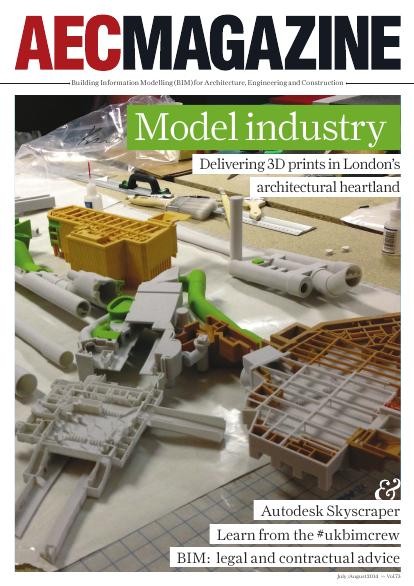 AECMAGAZINE
Building Information Modelling (BIM) for Architecture, Engineering and Construction
Model industry
Delivering 3D prints in London's
architectural heartland
&
Autodesk Skyscraper
Learn from the #ukbimcrew
BIM: legal and contractual advice
July/August 2014 — Vol 73